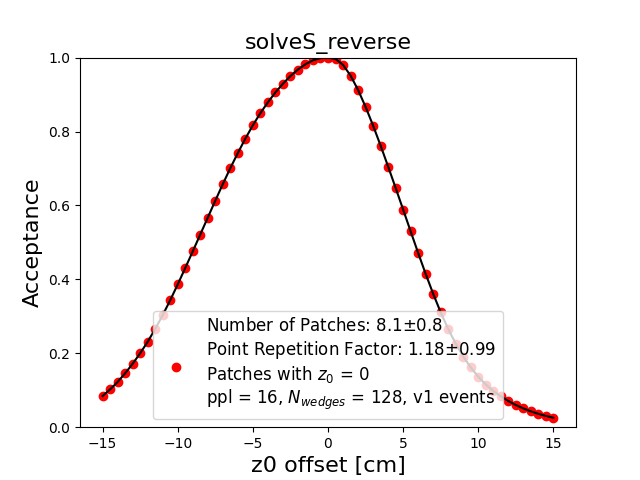 solveS_reverse
Acceptance
1.0
0.8
0.6
0.4
0.2
0.0
Number of Patches: 8.1±0.8
Point Repetition Factor: 1.18±0.99
Patches with z₀ = 0
ppl = 16, N_wedges = 128, v1 events
−15 −10 −5 0 5 10 15
z0 offset [cm]